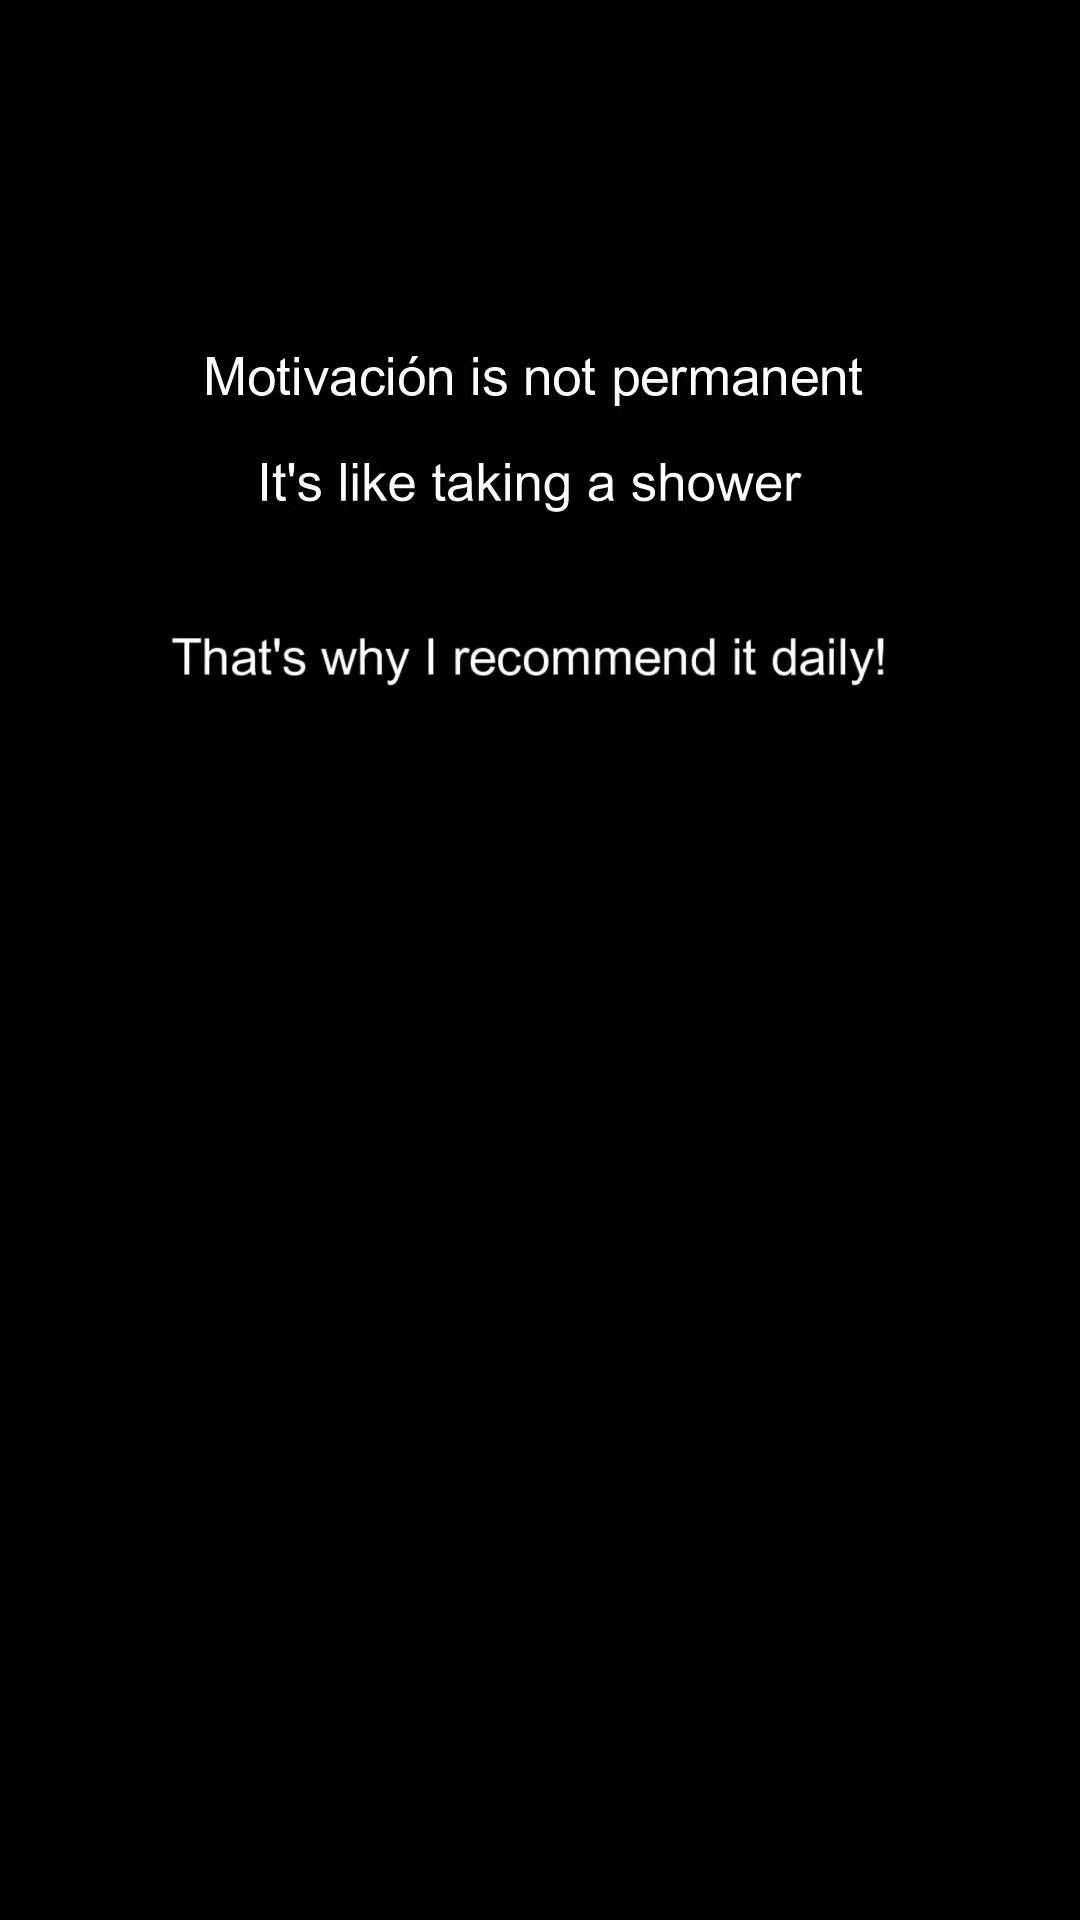 Motivación is not permanent
It's like taking a shower
That's why I recommend it daily!